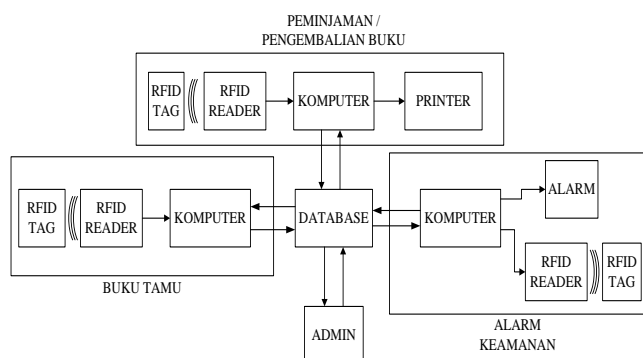 PEMINJAMAN /
PENGEMBALIAN BUKU
RFID
TAG
RFID
READER
KOMPUTER
PRINTER
RFID
TAG
RFID
READER
KOMPUTER
BUKU TAMU
DATABASE
ADMIN
KOMPUTER
ALARM
RFID
READER
RFID
TAG
ALARM
KEAMANAN